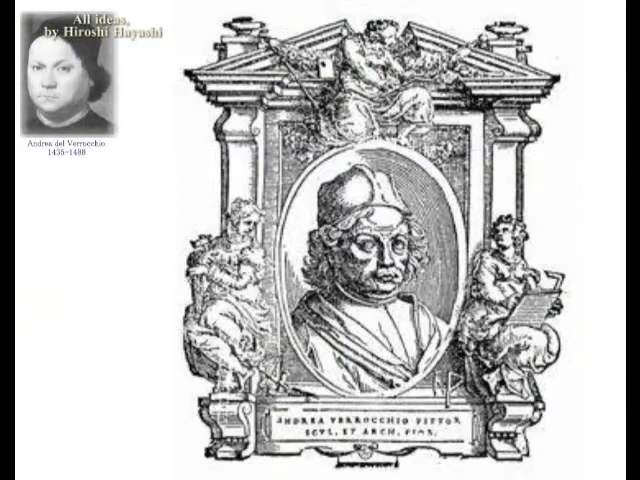 All ideas,
by Hiroshi Hayashi
Andrea del Verrocchio
1435-1488
ANDREA VERROCCHIO PITTOR
SCVL, ET ARCH, FIOR,